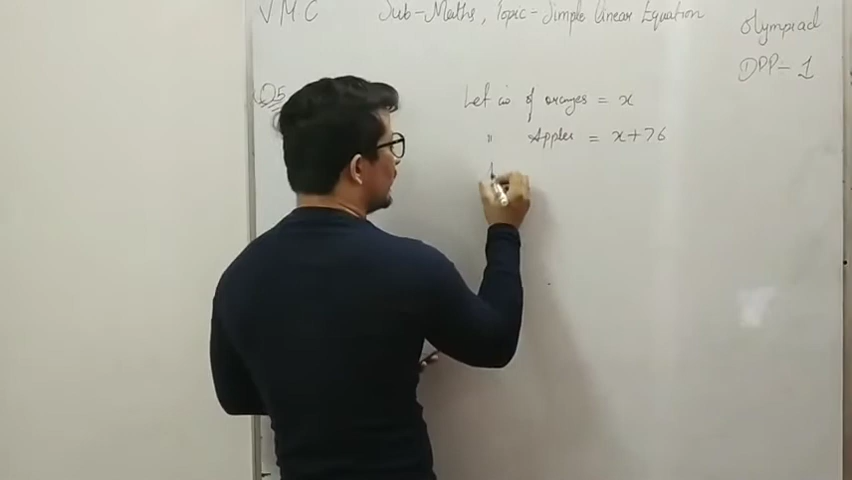 VMC
Sub-Maths, Topic-Simple linear Equation
Olympiad
DPP-1
Q5
Let no of oranges = x
" Apples = x+76